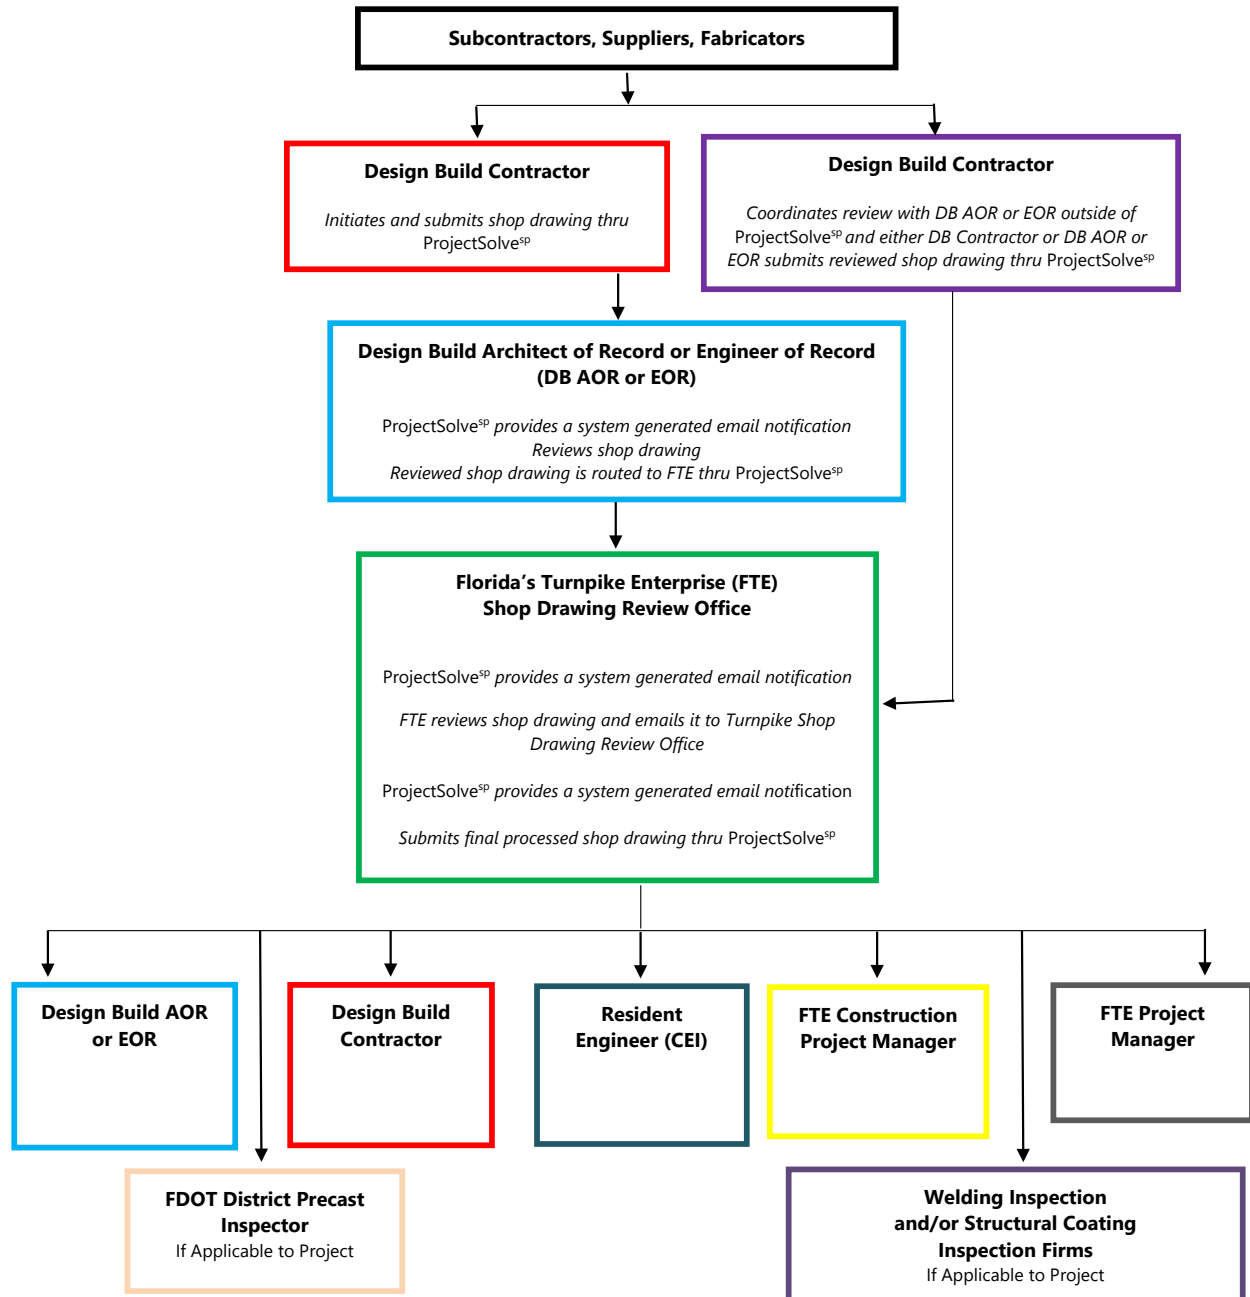 Subcontractors, Suppliers, Fabricators
Design Build Contractor
Initiates and submits shop drawing thru
ProjectSolveˢᵖ
Design Build Contractor
Coordinates review with DB AOR or EOR outside of
ProjectSolveˢᵖ and either DB Contractor or DB AOR or
EOR submits reviewed shop drawing thru ProjectSolveˢᵖ
Design Build Architect of Record or Engineer of Record
(DB AOR or EOR)
ProjectSolveˢᵖ provides a system generated email notification
Reviews shop drawing
Reviewed shop drawing is routed to FTE thru ProjectSolveˢᵖ
Florida’s Turnpike Enterprise (FTE)
Shop Drawing Review Office
ProjectSolveˢᵖ provides a system generated email notification
FTE reviews shop drawing and emails it to Turnpike Shop
Drawing Review Office
ProjectSolveˢᵖ provides a system generated email notification
Submits final processed shop drawing thru ProjectSolveˢᵖ
Design Build AOR
or EOR
Design Build
Contractor
Resident
Engineer (CEI)
FTE Construction
Project Manager
FTE Project
Manager
FDOT District Precast
Inspector
If Applicable to Project
Welding Inspection
and/or Structural Coating
Inspection Firms
If Applicable to Project